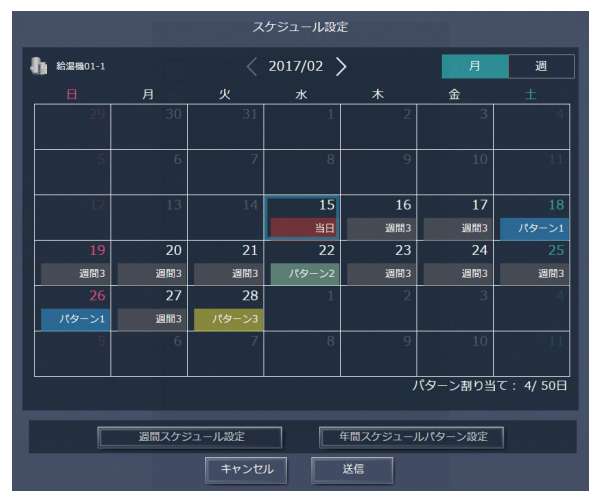 スケジュール設定
給湯機01-1
2017/02
月 週
日 月 火 水 木 金 土
29 30 31 1 2 3 4
5 6 7 8 9 10 11
12 13 14 15 16 17 18
当日 週間3 週間3 パターン1
19 20 21 22 23 24 25
週間3 週間3 週間3 パターン2 週間3 週間3 週間3
26 27 28 1 2 3 4
パターン1 週間3 パターン3
5 6 7 8 9 10 11
パターン割り当て： 4/ 50日
週間スケジュール設定 年間スケジュールパターン設定
キャンセル 送信